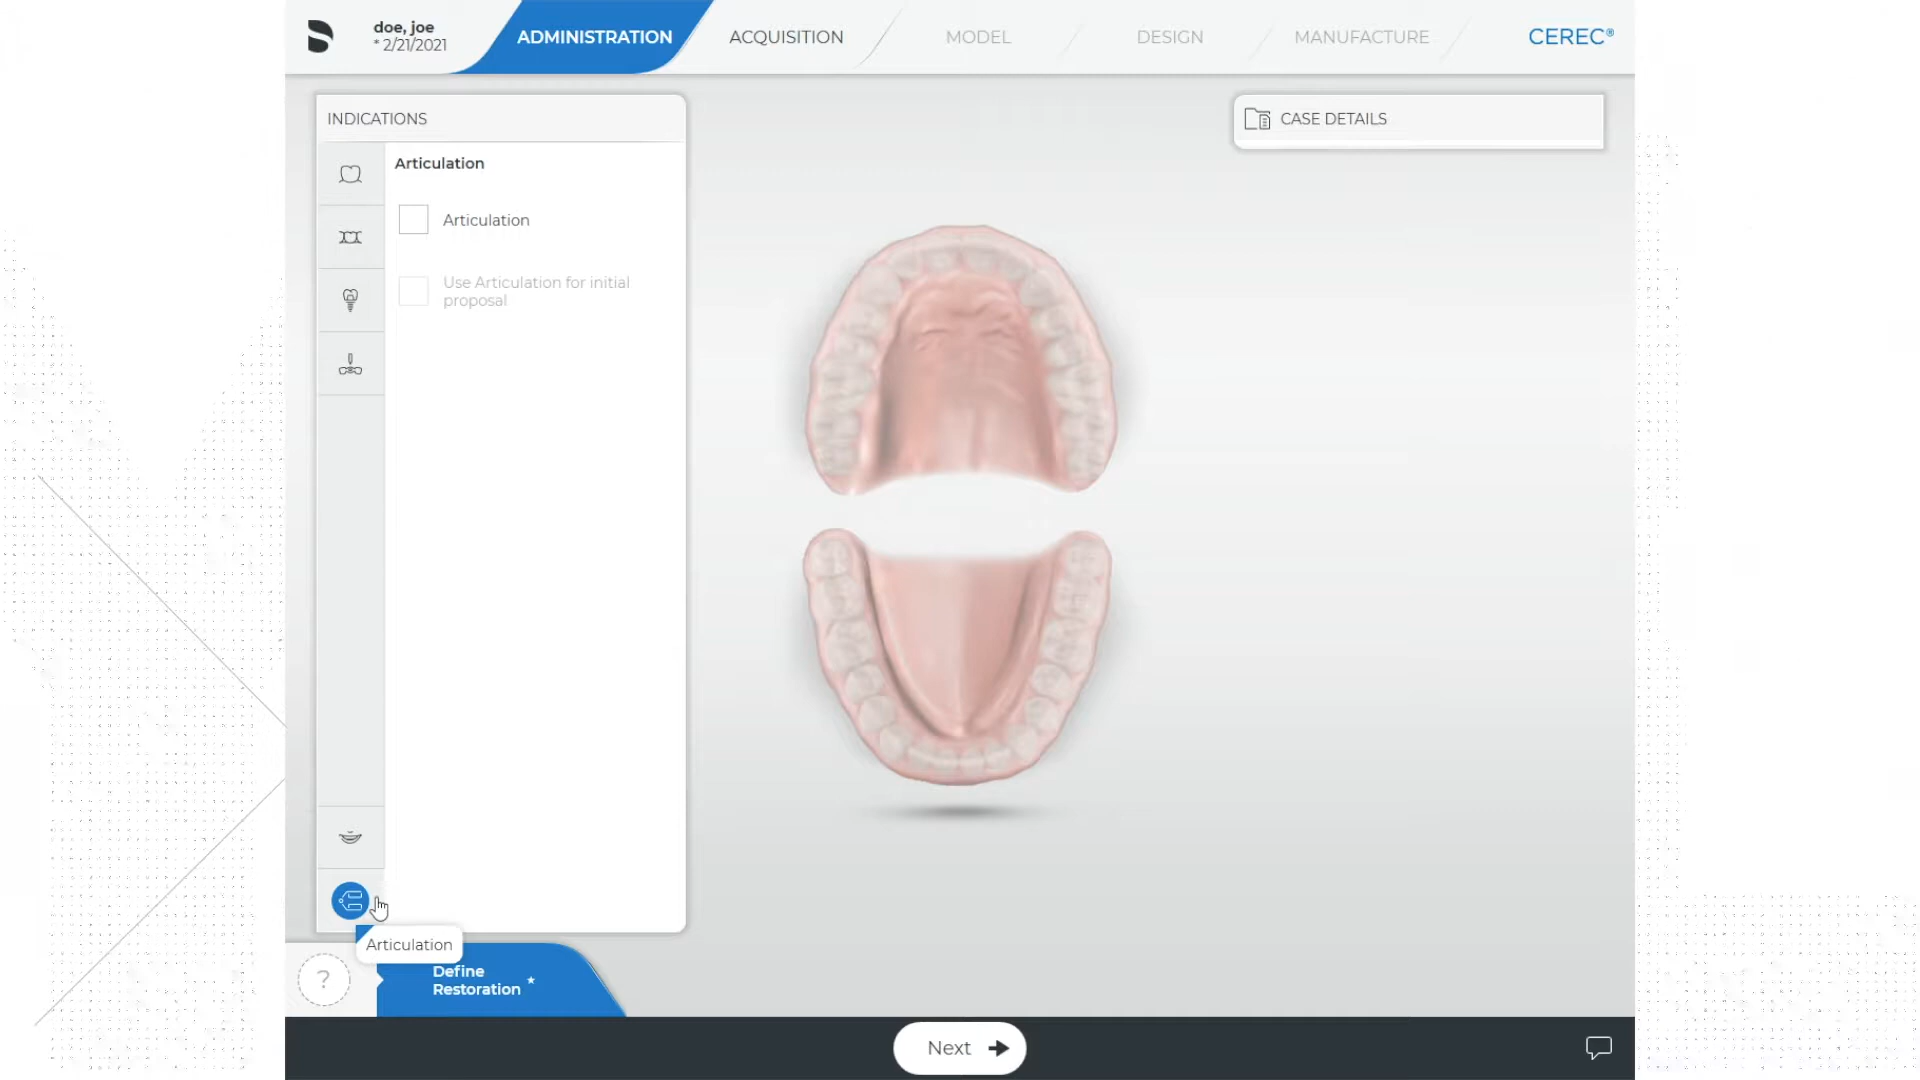 doe, joe
* 2/21/2021
ADMINISTRATION
ACQUISITION
MODEL
DESIGN
MANUFACTURE
CEREC®
INDICATIONS
CASE DETAILS
Articulation
Articulation
Use Articulation for initial
proposal
Articulation
?
Define
Restoration *
Next